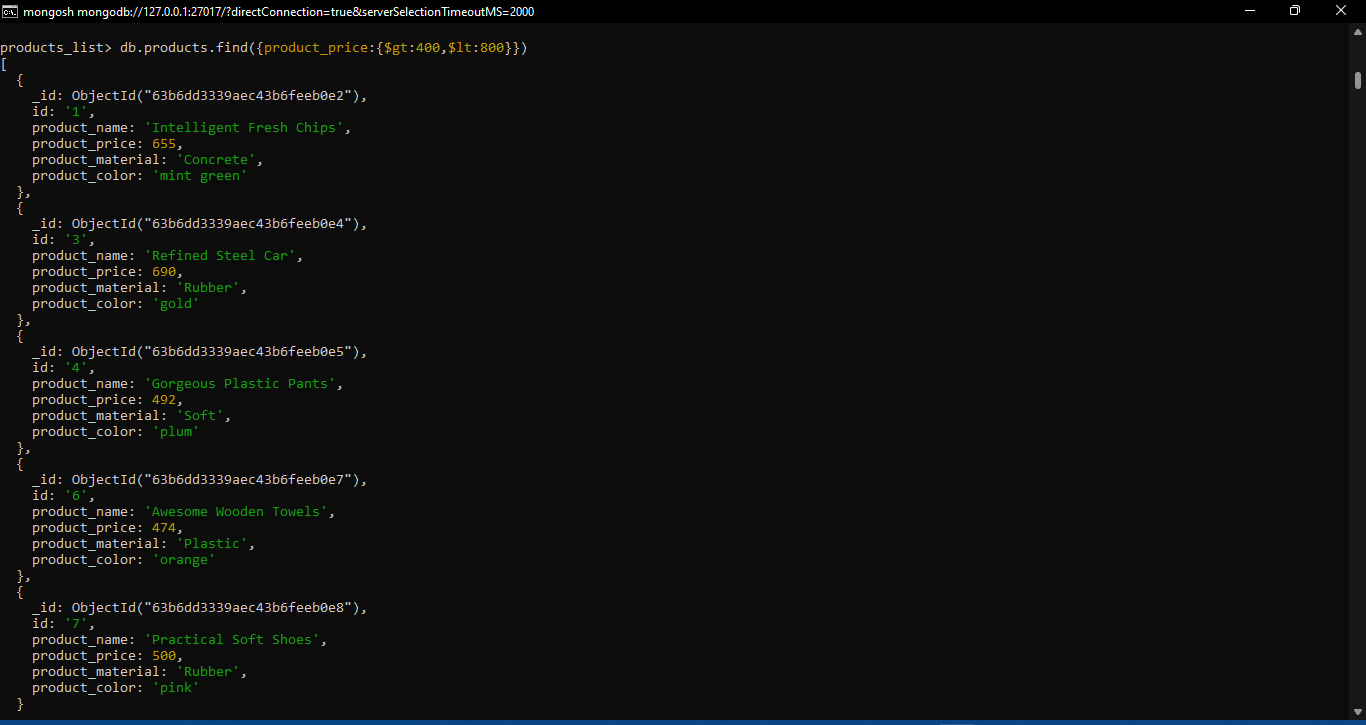 mongosh mongodb://127.0.0.1:27017/?directConnection=true&serverSelectionTimeoutMS=2000
products_list> db.products.find({product_price:{$gt:400,$lt:800}})
[
  {
    _id: ObjectId("63b6dd3339aec43b6feeb0e2"),
    id: '1',
    product_name: 'Intelligent Fresh Chips',
    product_price: 655,
    product_material: 'Concrete',
    product_color: 'mint green'
  },
  {
    _id: ObjectId("63b6dd3339aec43b6feeb0e4"),
    id: '3',
    product_name: 'Refined Steel Car',
    product_price: 690,
    product_material: 'Rubber',
    product_color: 'gold'
  },
  {
    _id: ObjectId("63b6dd3339aec43b6feeb0e5"),
    id: '4',
    product_name: 'Gorgeous Plastic Pants',
    product_price: 492,
    product_material: 'Soft',
    product_color: 'plum'
  },
  {
    _id: ObjectId("63b6dd3339aec43b6feeb0e7"),
    id: '6',
    product_name: 'Awesome Wooden Towels',
    product_price: 474,
    product_material: 'Plastic',
    product_color: 'orange'
  },
  {
    _id: ObjectId("63b6dd3339aec43b6feeb0e8"),
    id: '7',
    product_name: 'Practical Soft Shoes',
    product_price: 500,
    product_material: 'Rubber',
    product_color: 'pink'
  }